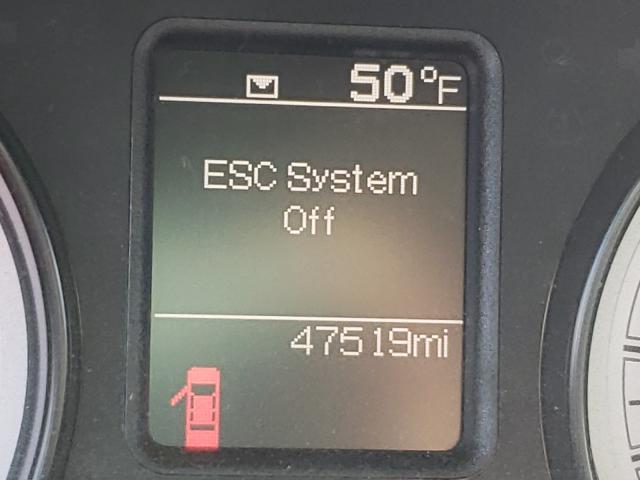 50°F
ESC System
Off
47519mi